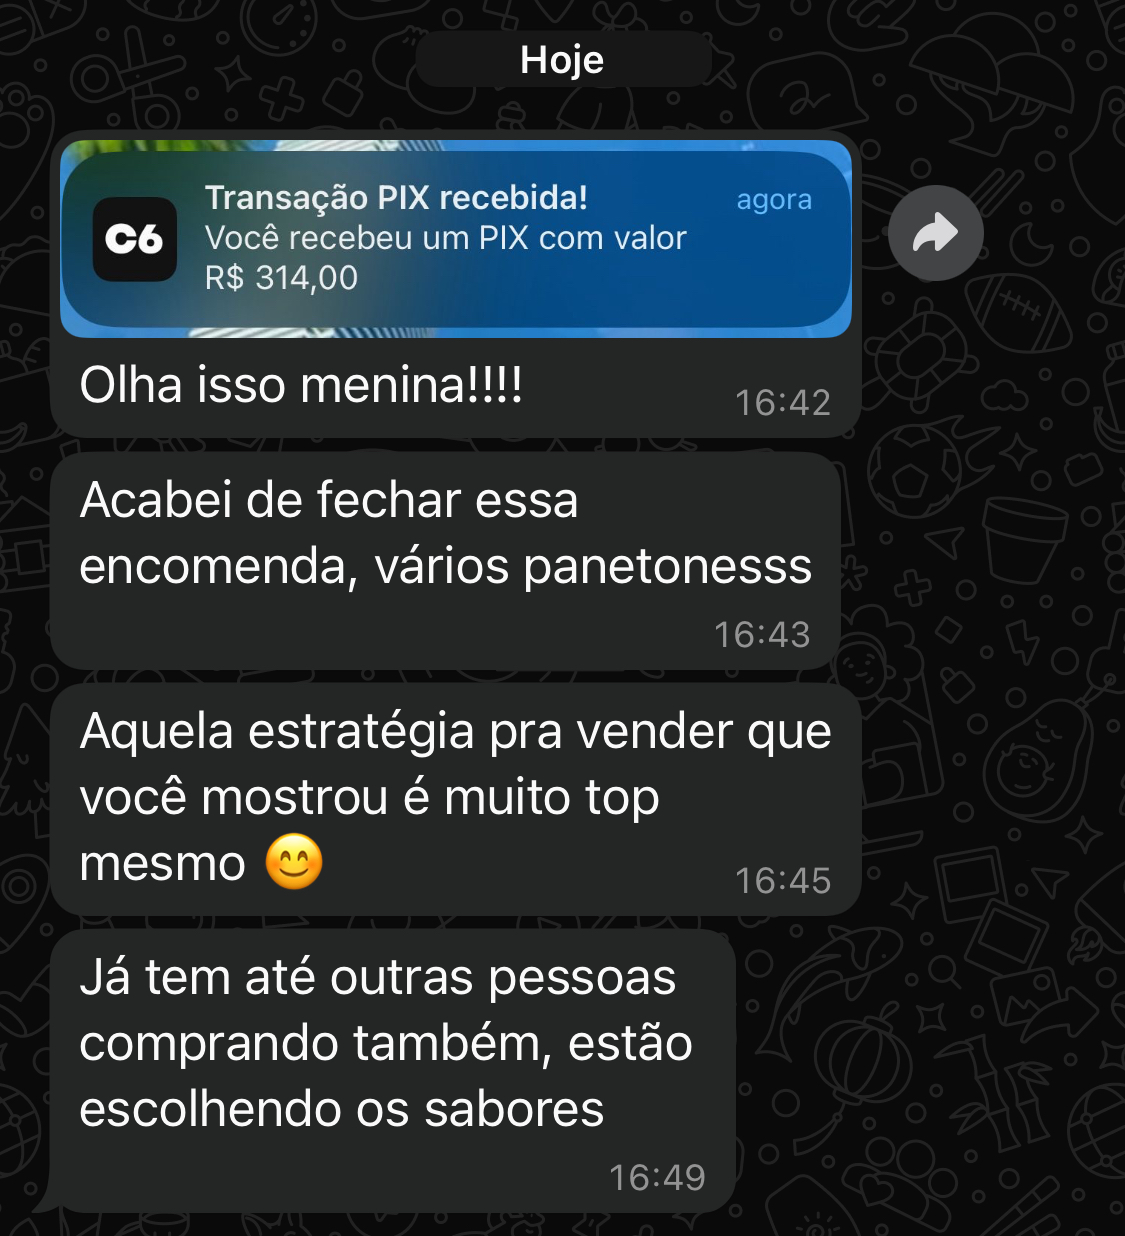 Hoje
C6
Transação PIX recebida!
agora
Você recebeu um PIX com valor
R$ 314,00
Olha isso menina!!!!
16:42
Acabei de fechar essa
encomenda, vários panetonesss
16:43
Aquela estratégia pra vender que
você mostrou é muito top
mesmo 😊
16:45
Já tem até outras pessoas
comprando também, estão
escolhendo os sabores
16:49